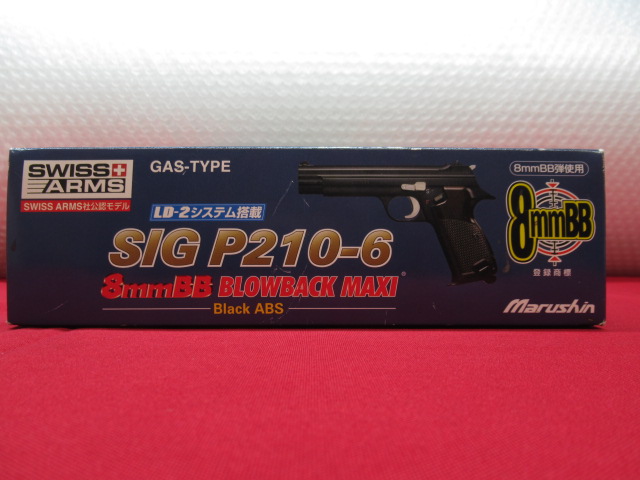 SWISS
ARMS
SWISS ARMS社公認モデル
GAS-TYPE
LD-2システム搭載
SIG P210-6
8mmBB BLOWBACK MAXI
Black ABS
8mmBB弾使用
8mmBB
登録商標
Marushin